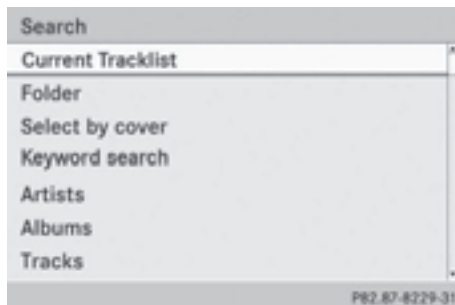 Search
Current Tracklist
Folder
Select by cover
Keyword search
Artists
Albums
Tracks
P82.87-8229-31